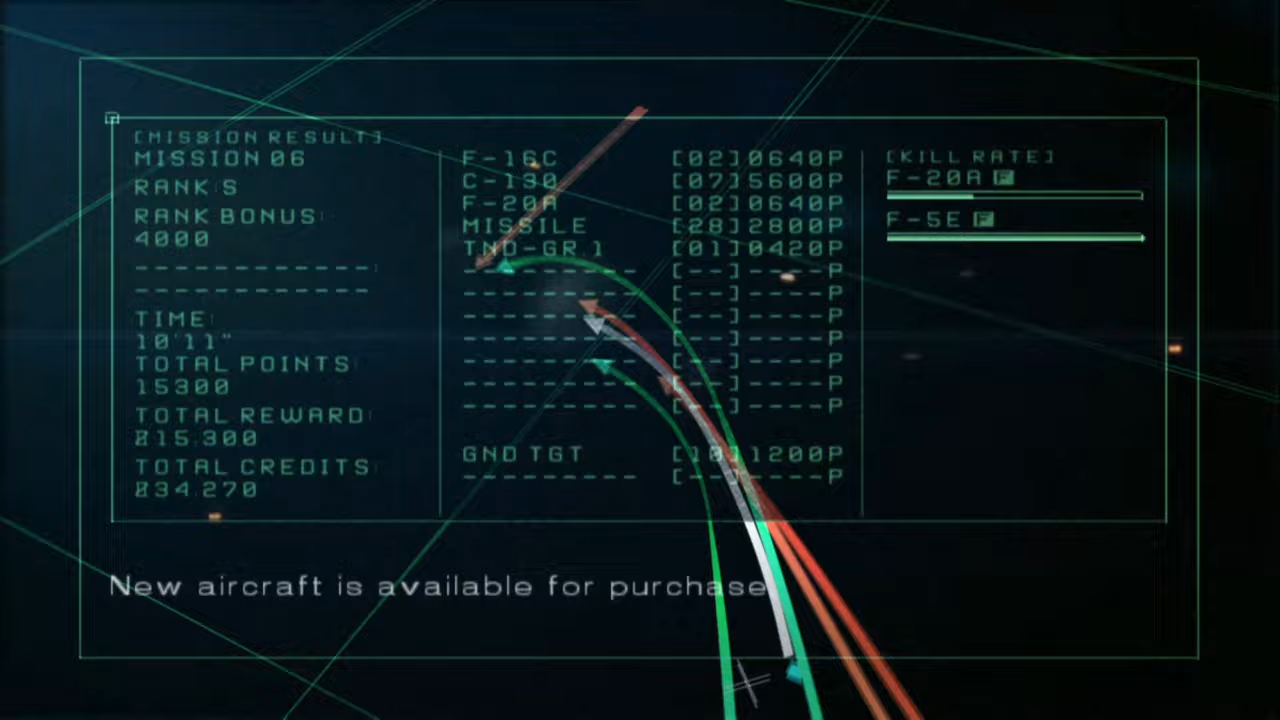 [MISSION RESULT]
MISSION 06
RANK: S
RANK BONUS:
4000
------------:
------------
TIME:
10'11"
TOTAL POINTS:
15300
TOTAL REWARD:
Ƶ15.300
TOTAL CREDITS:
Ƶ34.270
F-16C [02]0640P
C-130 [07]5600P
F-20A [02]0640P
MISSILE [28]2800P
TND-GR.1 [01]0420P
--------- [--]----P
--------- [--]----P
--------- [--]----P
--------- [--]----P
--------- [--]----P
--------- [--]----P
--------- [--]----P
GND TGT [10]1200P
--------- [--]----P
[KILL RATE]
F-20A F
F-5E F
New aircraft is available for purchase